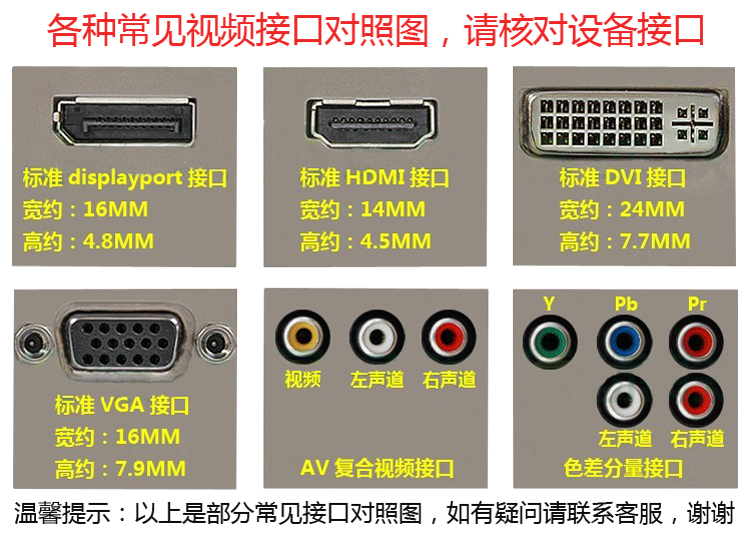 各种常见视频接口对照图，请核对设备接口
标准 displayport 接口
宽约：16MM
高约：4.8MM
标准 HDMI 接口
宽约：14MM
高约：4.5MM
标准 DVI 接口
宽约：24MM
高约：7.7MM
标准 VGA 接口
宽约：16MM
高约：7.9MM
视频 左声道 右声道
AV 复合视频接口
Y Pb Pr
左声道 右声道
色差分量接口
温馨提示：以上是部分常见接口对照图，如有疑问请联系客服，谢谢